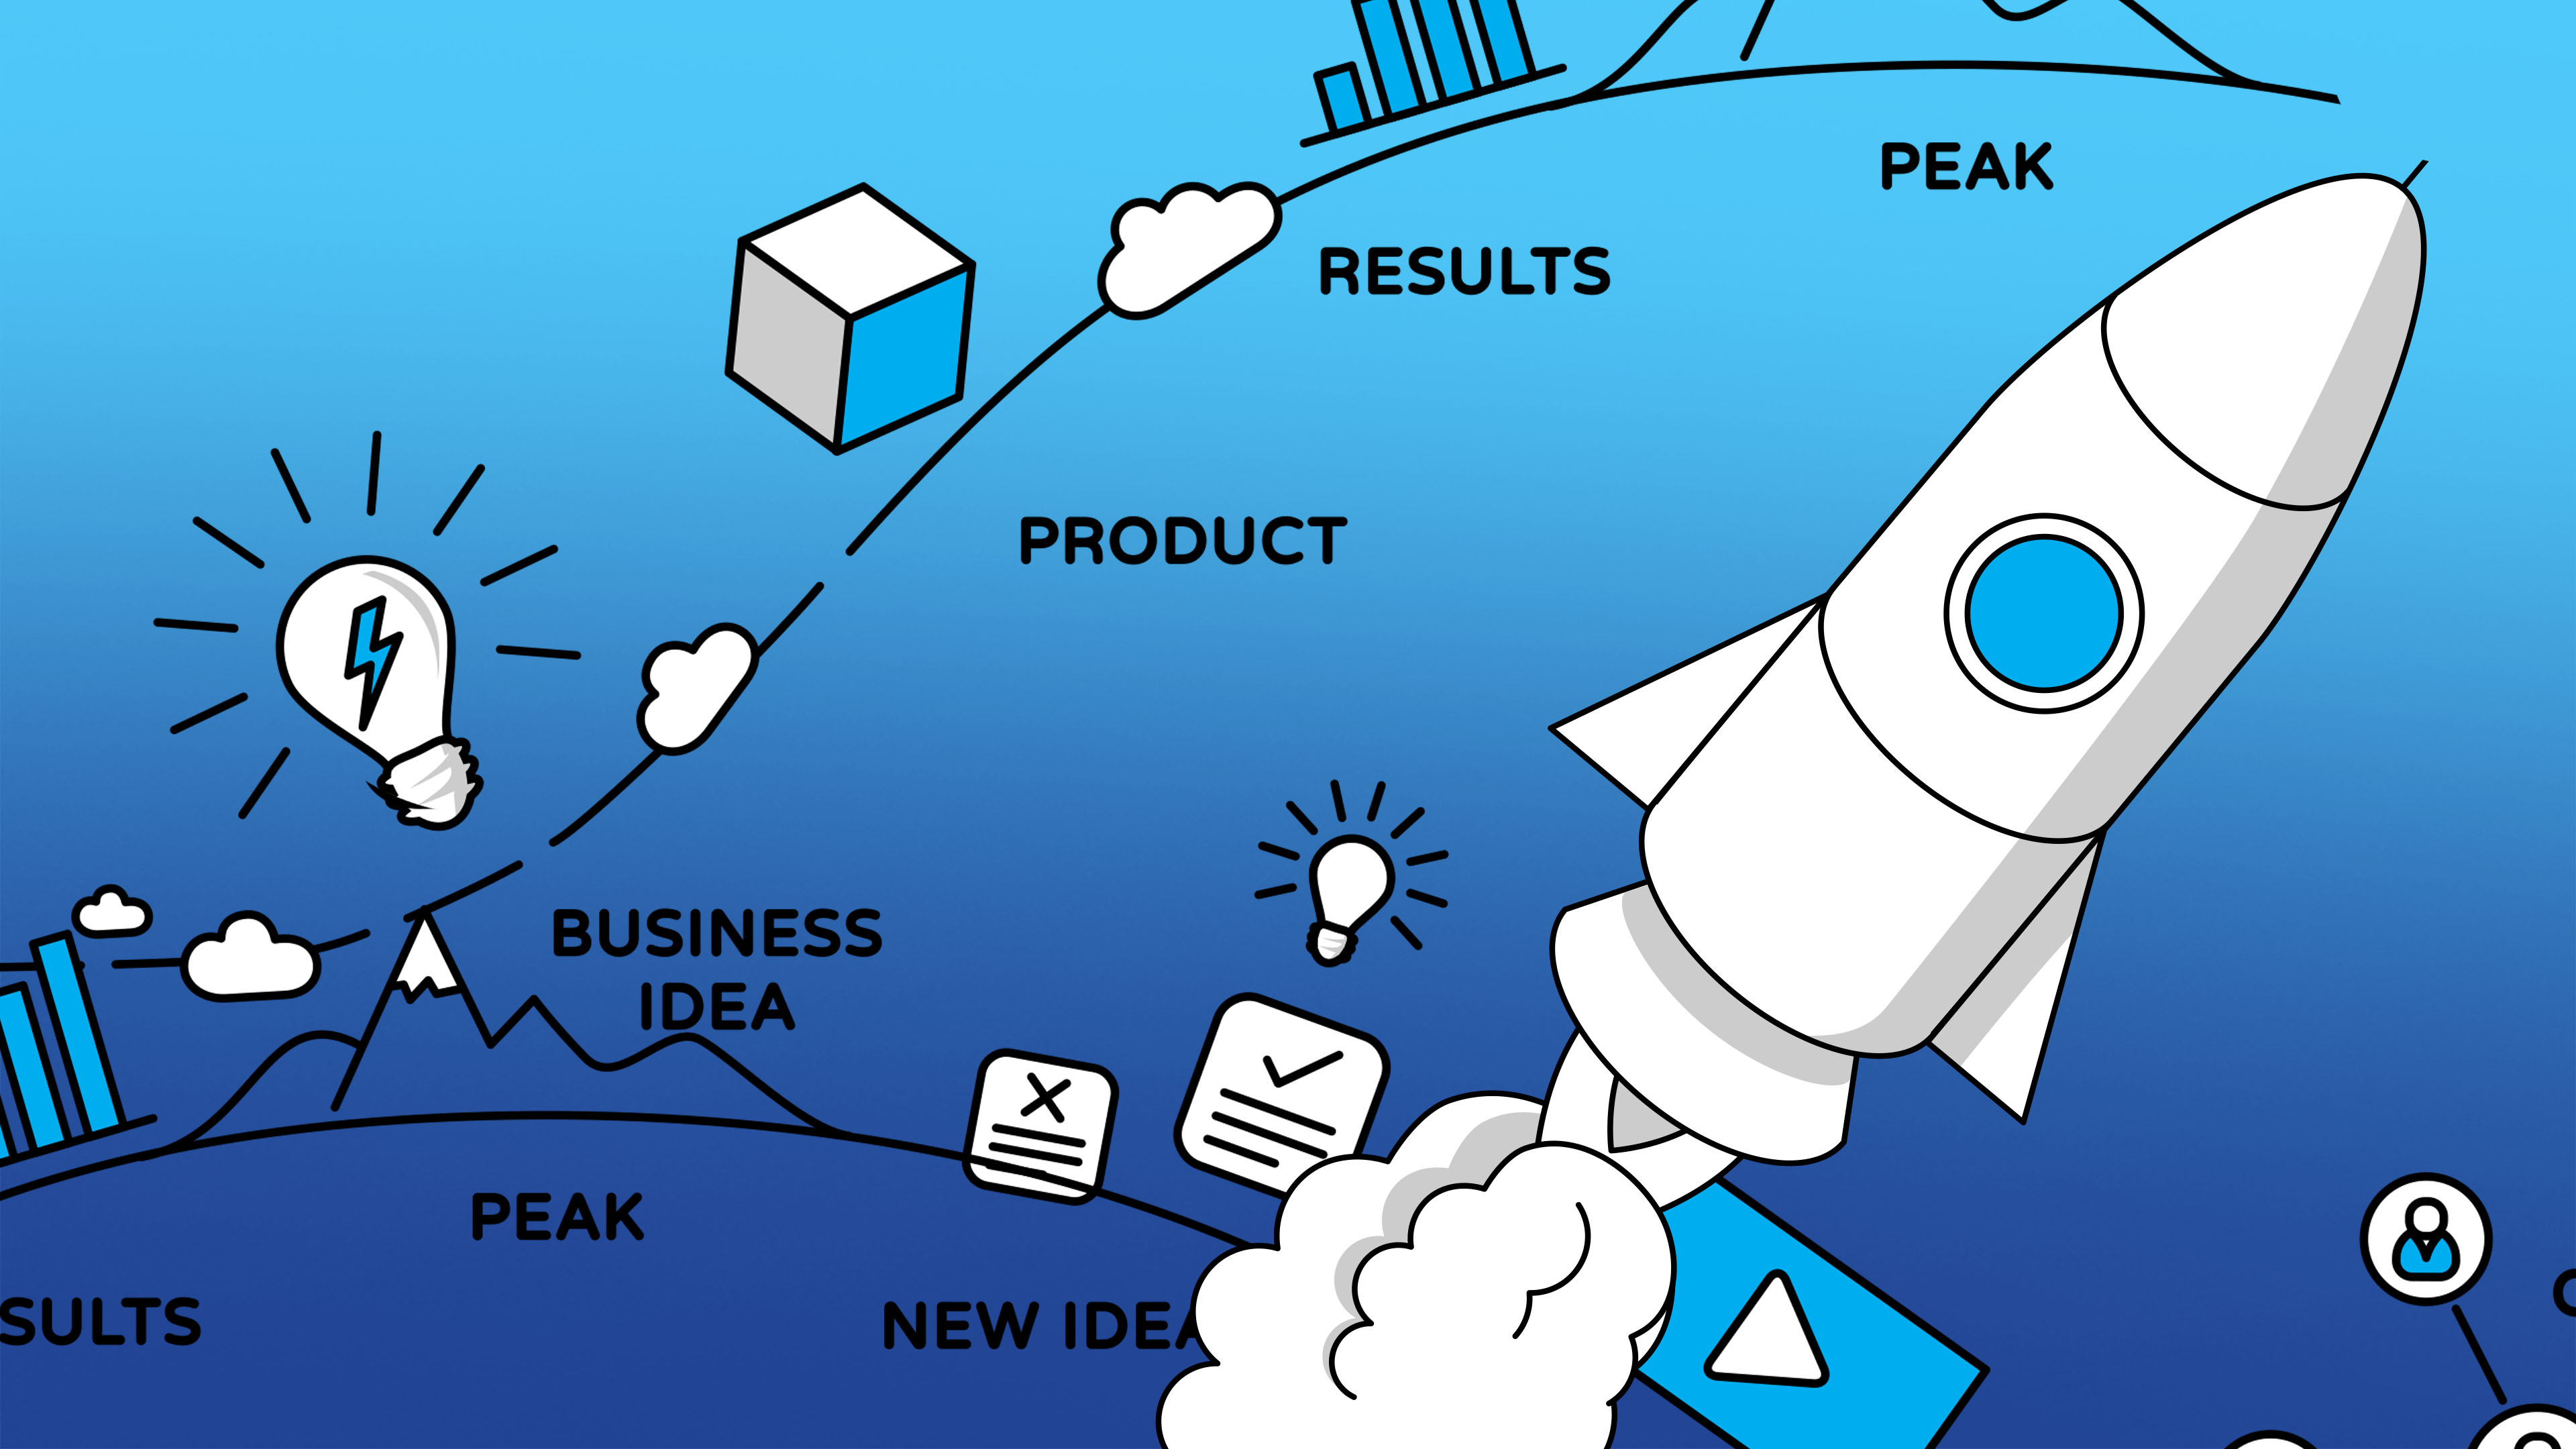 PEAK
RESULTS
PRODUCT
BUSINESS
IDEA
PEAK
SULTS
NEW IDEA